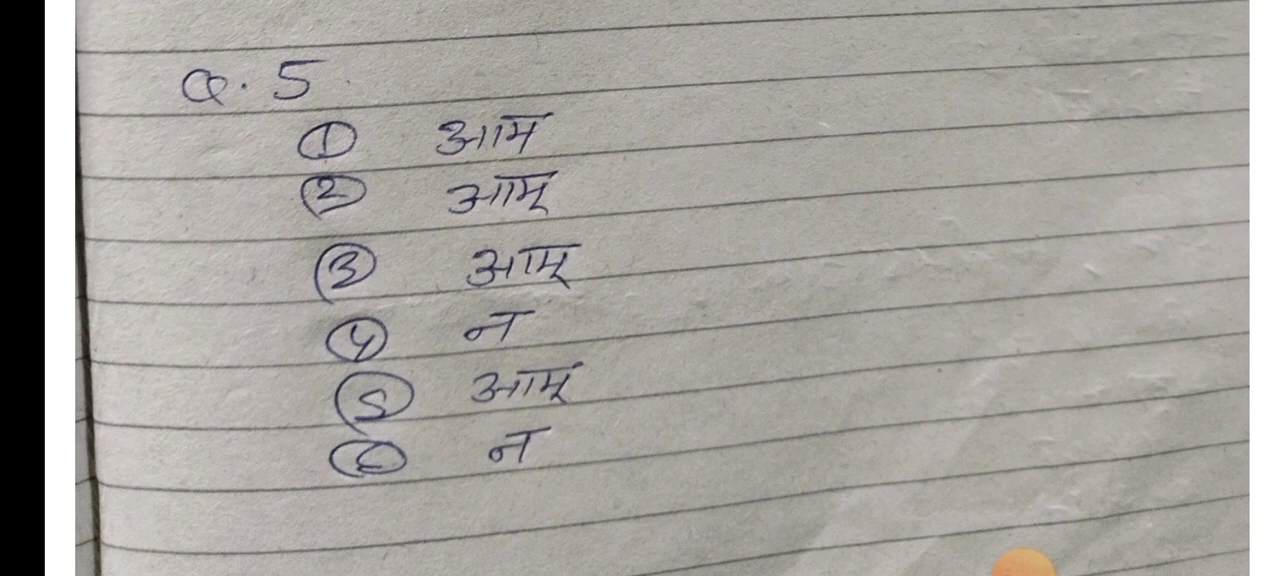 Q. 5
① आम
② आम्
③ आम्
④ न
⑤ आम्
⑥ न